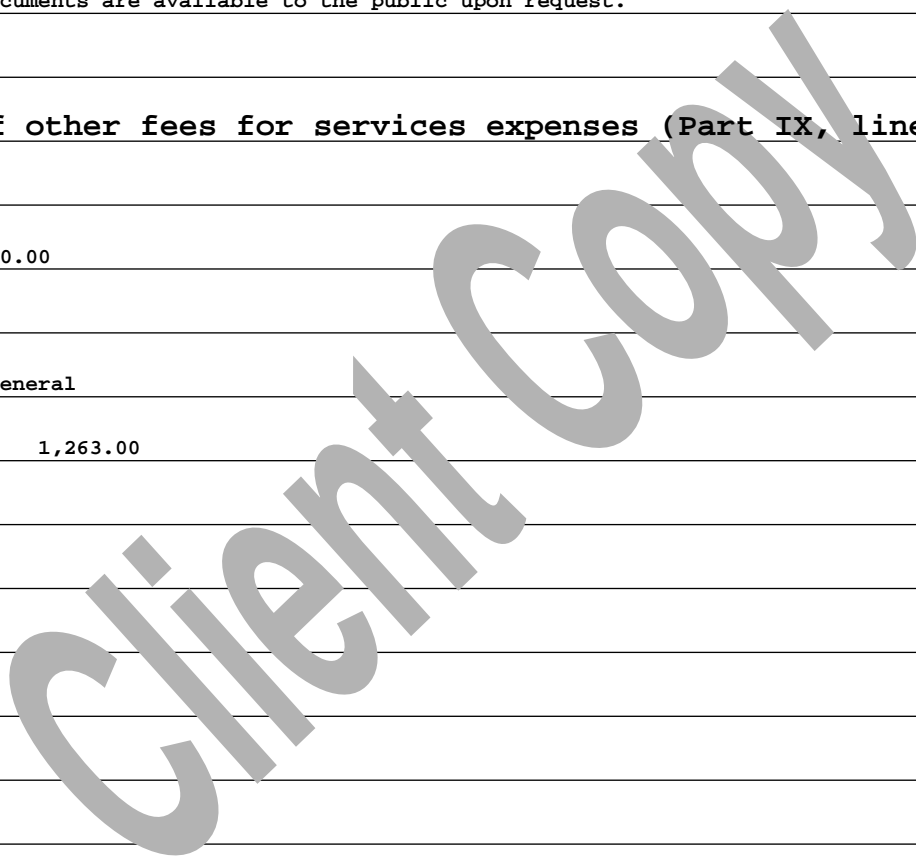 cuments are available to the public upon request.
f other fees for services expenses (Part IX, line
0.00
eneral
1,263.00
Client Copy